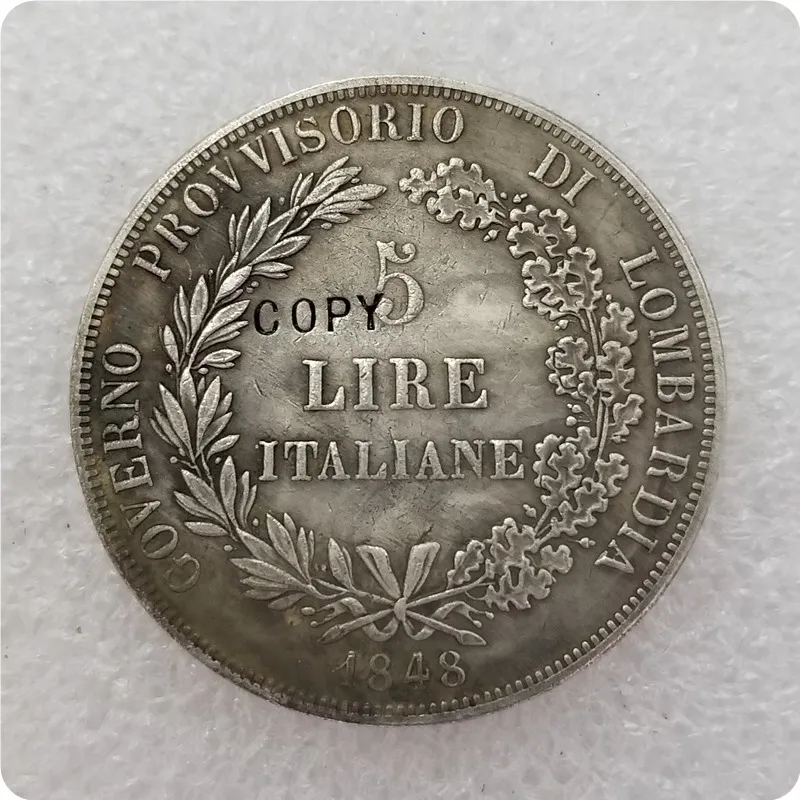 GOVERNO PROVVISORIO DI LOMBARDIA
5
COPY
LIRE
ITALIANE
1848